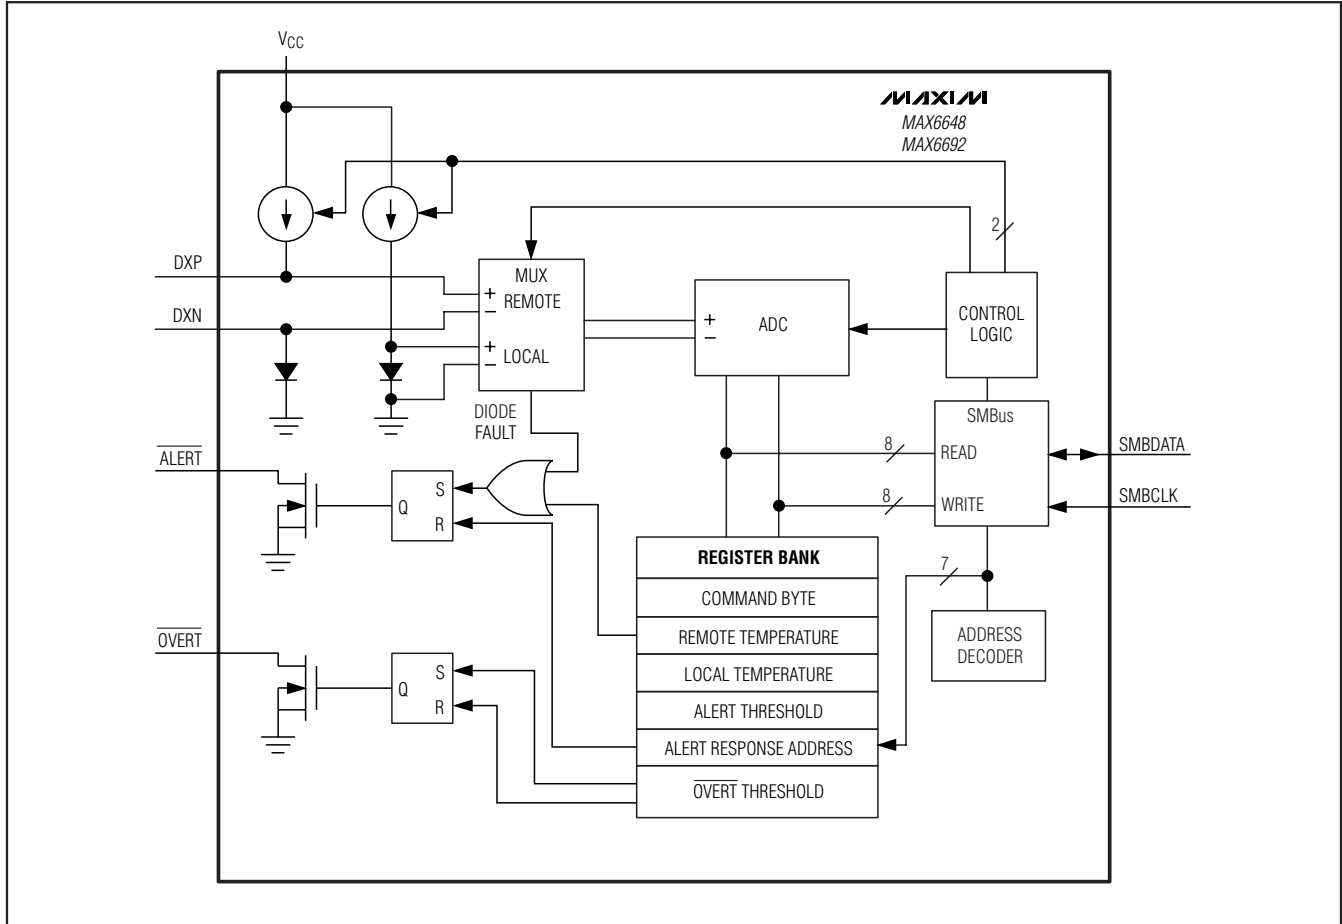 VCC
MAXIM
MAX6648
MAX6692
2
DXP
MUX
REMOTE
+
−
DXN
+
−
LOCAL
+
−
ADC
CONTROL
LOGIC
DIODE
FAULT
SMBus
8
READ
SMBDATA
8
WRITE
SMBCLK
ALERT
S
Q
R
REGISTER BANK
COMMAND BYTE
REMOTE TEMPERATURE
LOCAL TEMPERATURE
ALERT THRESHOLD
ALERT RESPONSE ADDRESS
OVERT THRESHOLD
7
ADDRESS
DECODER
OVERT
S
Q
R